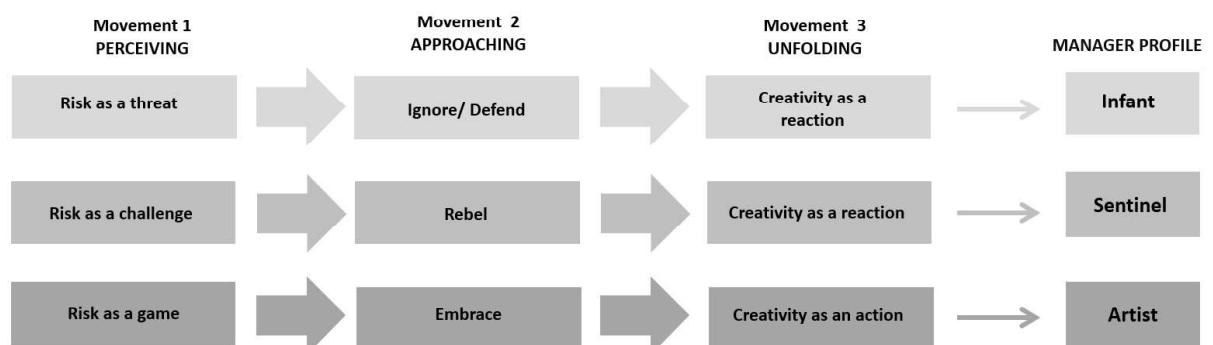 Movement 1
PERCEIVING
Movement 2
APPROACHING
Movement 3
UNFOLDING
MANAGER PROFILE
Risk as a threat
Ignore/ Defend
Creativity as a
reaction
Infant
Risk as a challenge
Rebel
Creativity as a reaction
Sentinel
Risk as a game
Embrace
Creativity as an action
Artist